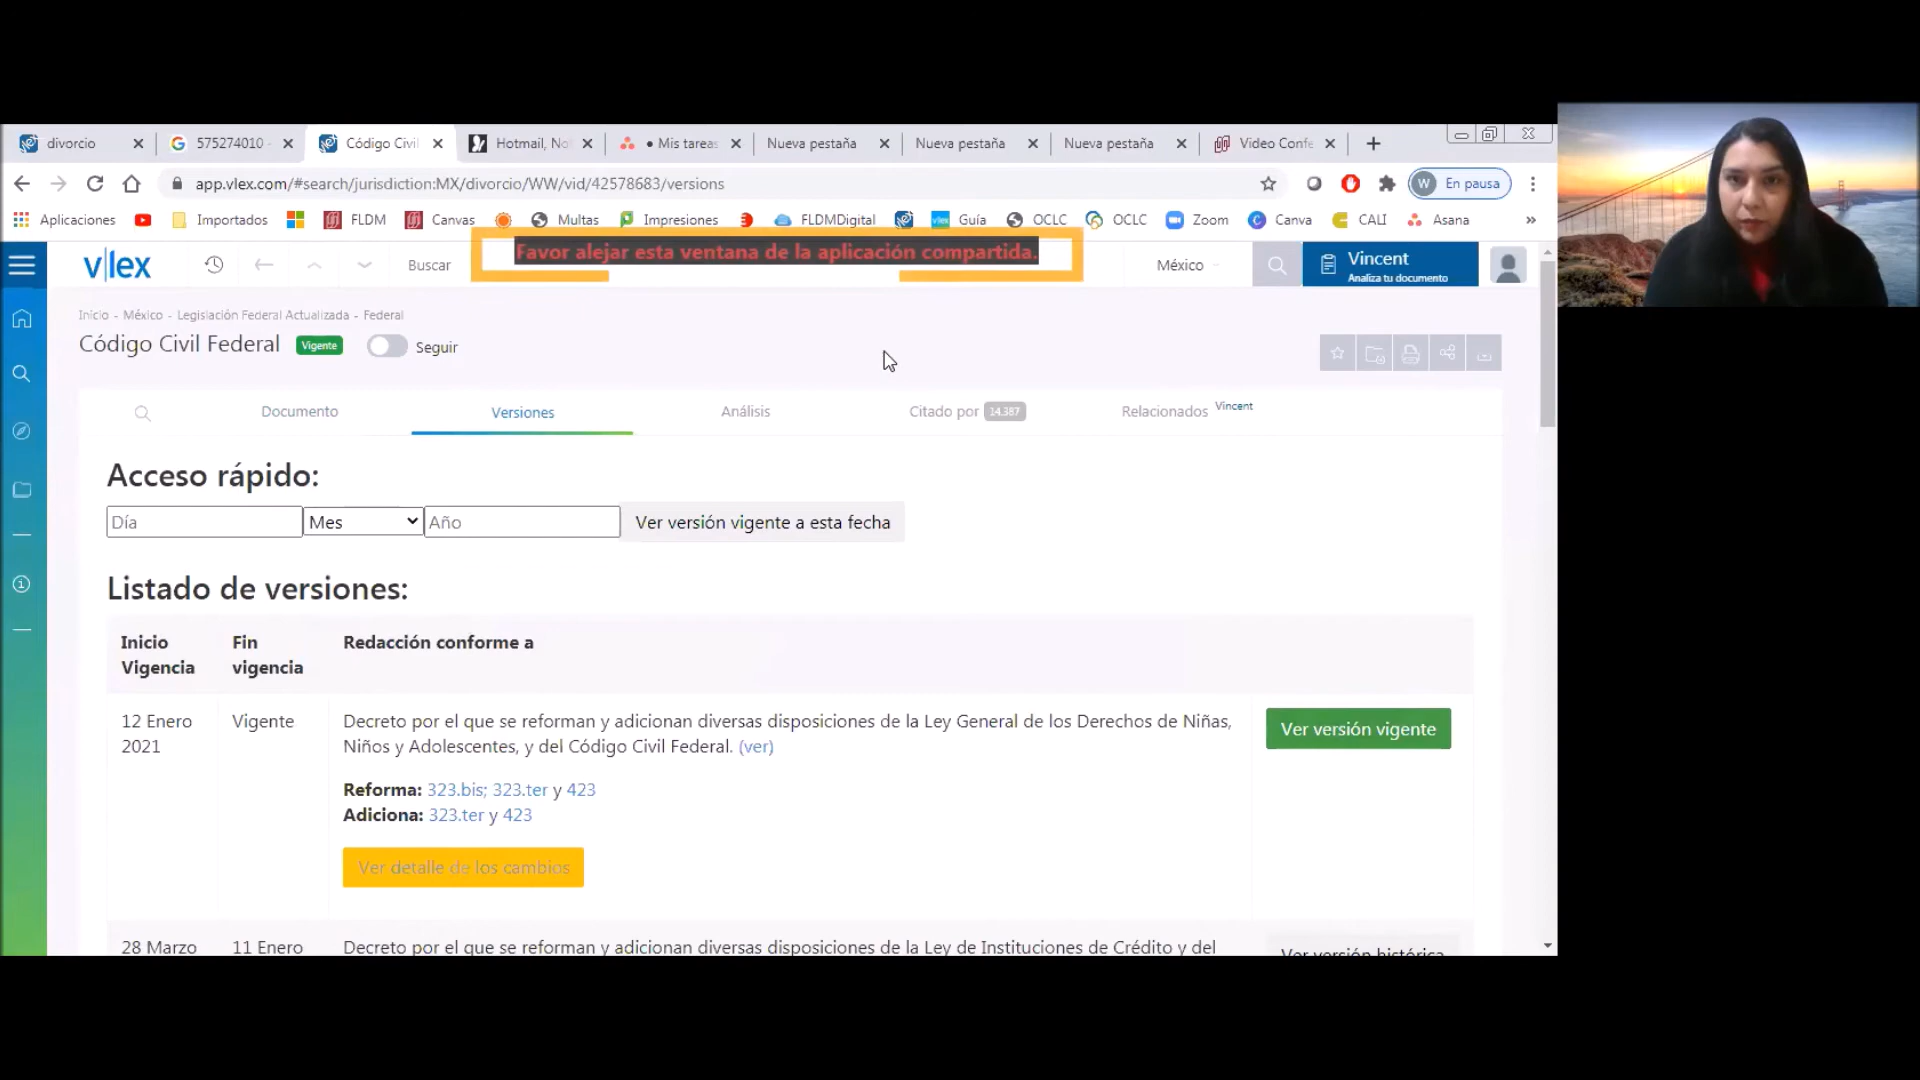 divorcio
575274010 -
Código Civil
Hotmail, No
• Mis tareas
Nueva pestaña
Nueva pestaña
Nueva pestaña
Video Confe
app.vlex.com/#search/jurisdiction:MX/divorcio/WW/vid/42578683/versions
W En pausa
Aplicaciones
Importados
FLDM
Canvas
Multas
Impresiones
FLDMDigital
Guía
OCLC
OCLC
Zoom
Canva
CALI
Asana
»
Favor alejar esta ventana de la aplicación compartida.
v|lex
Buscar
México
Vincent
Analiza tu documento
Inicio - México - Legislación Federal Actualizada - Federal
Código Civil Federal Vigente Seguir
Documento
Versiones
Análisis
Citado por 14,387
Relacionados Vincent
Acceso rápido:
Día Mes Año Ver versión vigente a esta fecha
Listado de versiones:
Inicio Vigencia
Fin vigencia
Redacción conforme a
12 Enero 2021
Vigente
Decreto por el que se reforman y adicionan diversas disposiciones de la Ley General de los Derechos de Niñas,
Niños y Adolescentes, y del Código Civil Federal. (ver)
Reforma: 323.bis; 323.ter y 423
Adiciona: 323.ter y 423
Ver detalle de los cambios
Ver versión vigente
28 Marzo
11 Enero
Decreto por el que se reforman y adicionan diversas disposiciones de la Ley de Instituciones de Crédito y del
Ver versión histórica